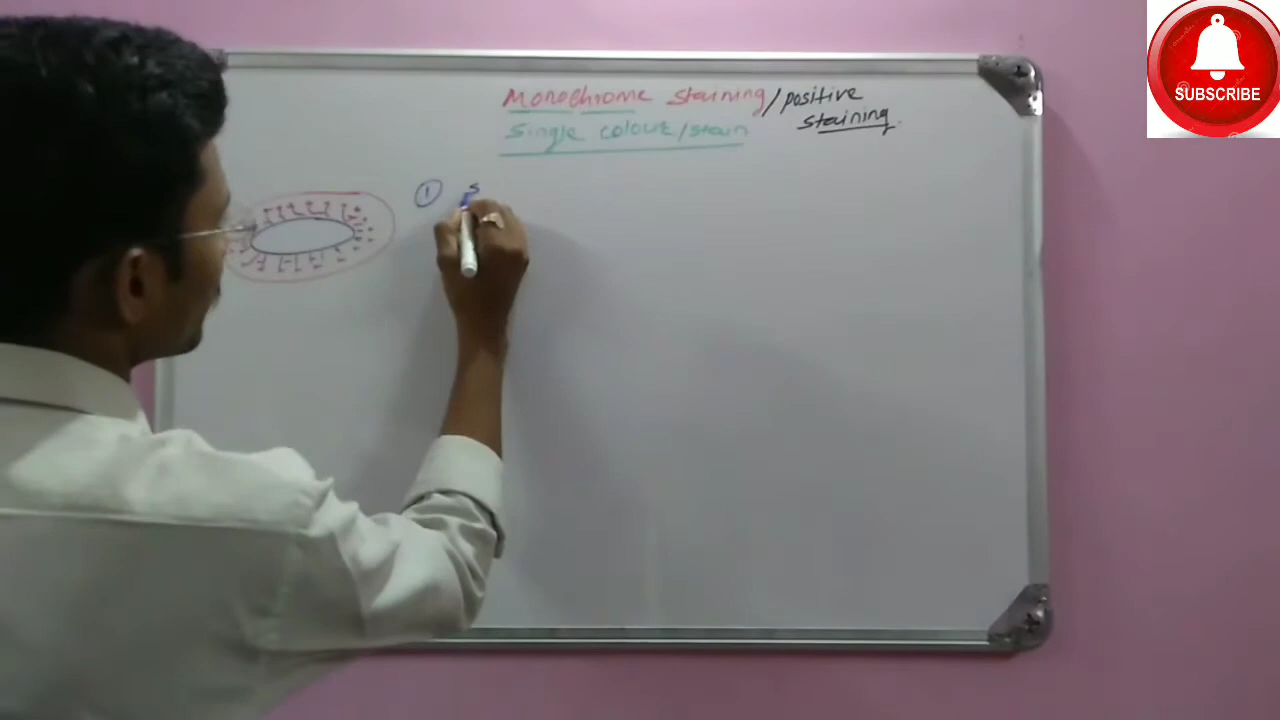 Monochrome staining / positive
staining.
Single colour / stain
① S
SUBSCRIBE